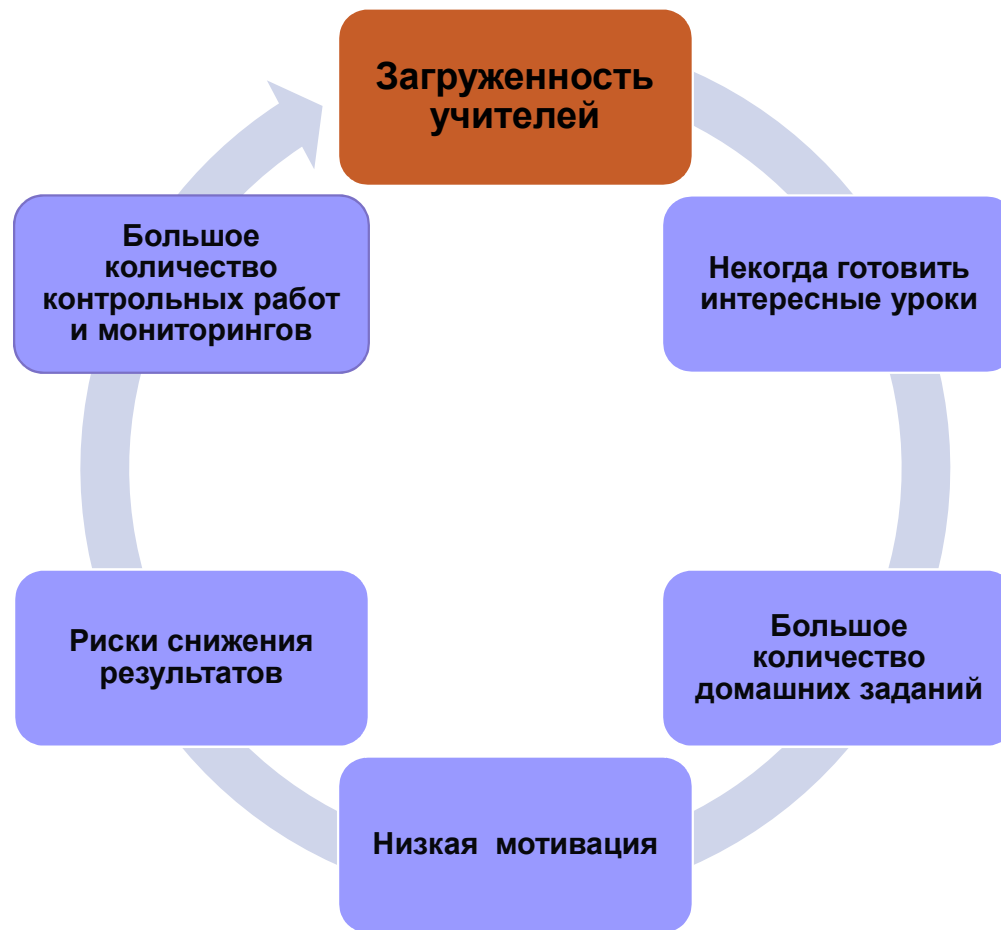 Загруженность
учителей
Некогда готовить
интересные уроки
Большое
количество
домашних заданий
Низкая мотивация
Риски снижения
результатов
Большое
количество
контрольных работ
и мониторингов